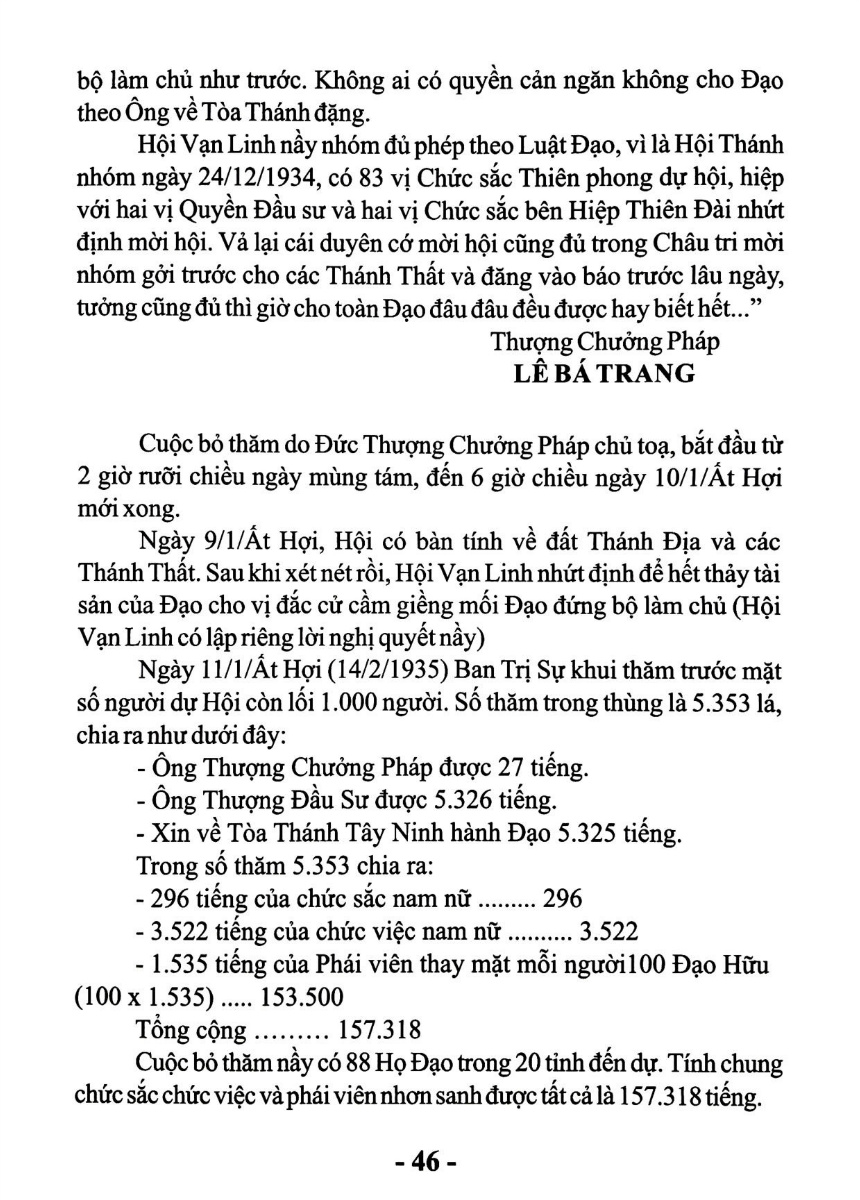 bộ làm chủ như trước. Không ai có quyền cản ngăn không cho Đạo
theo Ông về Tòa Thánh đặng.
Hội Vạn Linh nầy nhóm đủ phép theo Luật Đạo, vì là Hội Thánh
nhóm ngày 24/12/1934, có 83 vị Chức sắc Thiên phong dự hội, hiệp
với hai vị Quyền Đầu sư và hai vị Chức sắc bên Hiệp Thiên Đài nhứt
định mời hội. Vả lại cái duyên cớ mời hội cũng đủ trong Châu tri mời
nhóm gởi trước cho các Thánh Thất và đăng vào báo trước lâu ngày,
tưởng cũng đủ thì giờ cho toàn Đạo đâu đâu đều được hay biết hết...”
Thượng Chưởng Pháp
LÊ BÁ TRANG
Cuộc bỏ thăm do Đức Thượng Chưởng Pháp chủ toạ, bắt đầu từ
2 giờ rưỡi chiều ngày mùng tám, đến 6 giờ chiều ngày 10/1/Ất Hợi
mới xong.
Ngày 9/1/Ất Hợi, Hội có bàn tính về đất Thánh Địa và các
Thánh Thất. Sau khi xét nét rồi, Hội Vạn Linh nhứt định để hết thảy tài
sản của Đạo cho vị đắc cử cầm giềng mối Đạo đứng bộ làm chủ (Hội
Vạn Linh có lập riêng lời nghị quyết nầy)
Ngày 11/1/Ất Hợi (14/2/1935) Ban Trị Sự khui thăm trước mặt
số người dự Hội còn lối 1.000 người. Số thăm trong thùng là 5.353 lá,
chia ra như dưới đây:
- Ông Thượng Chưởng Pháp được 27 tiếng.
- Ông Thượng Đầu Sư được 5.326 tiếng.
- Xin về Tòa Thánh Tây Ninh hành Đạo 5.325 tiếng.
Trong số thăm 5.353 chia ra:
- 296 tiếng của chức sắc nam nữ ......... 296
- 3.522 tiếng của chức việc nam nữ .......... 3.522
- 1.535 tiếng của Phái viên thay mặt mỗi người100 Đạo Hữu
(100 x 1.535) ..... 153.500
Tổng cộng ......... 157.318
Cuộc bỏ thăm nầy có 88 Họ Đạo trong 20 tỉnh đến dự. Tính chung
chức sắc chức việc và phái viên nhơn sanh được tất cả là 157.318 tiếng.
- 46 -